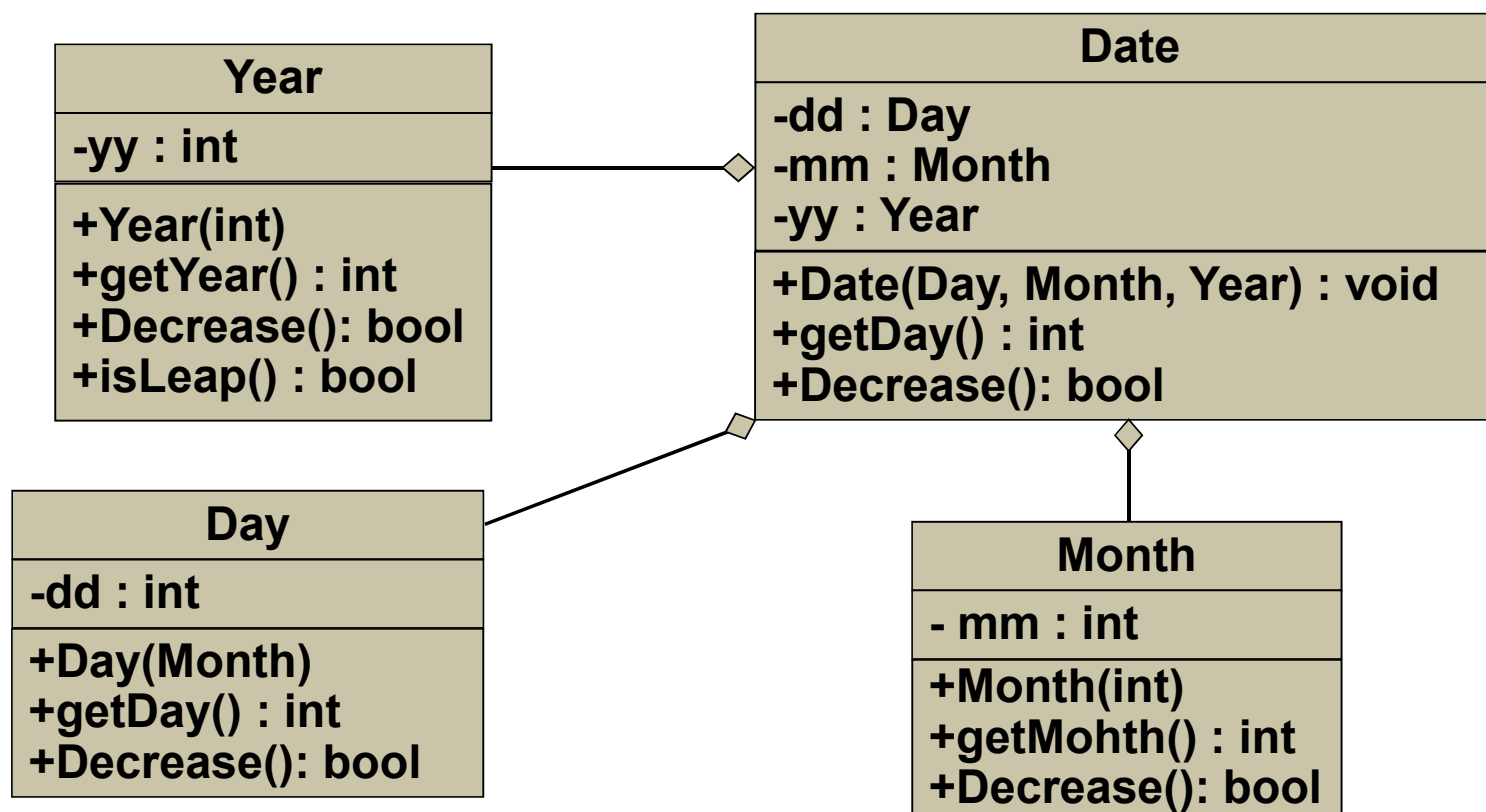 Year
-yy : int
+Year(int)
+getYear() : int
+Decrease(): bool
+isLeap() : bool
Date
-dd : Day
-mm : Month
-yy : Year
+Date(Day, Month, Year) : void
+getDay() : int
+Decrease(): bool
Day
-dd : int
+Day(Month)
+getDay() : int
+Decrease(): bool
Month
- mm : int
+Month(int)
+getMohth() : int
+Decrease(): bool